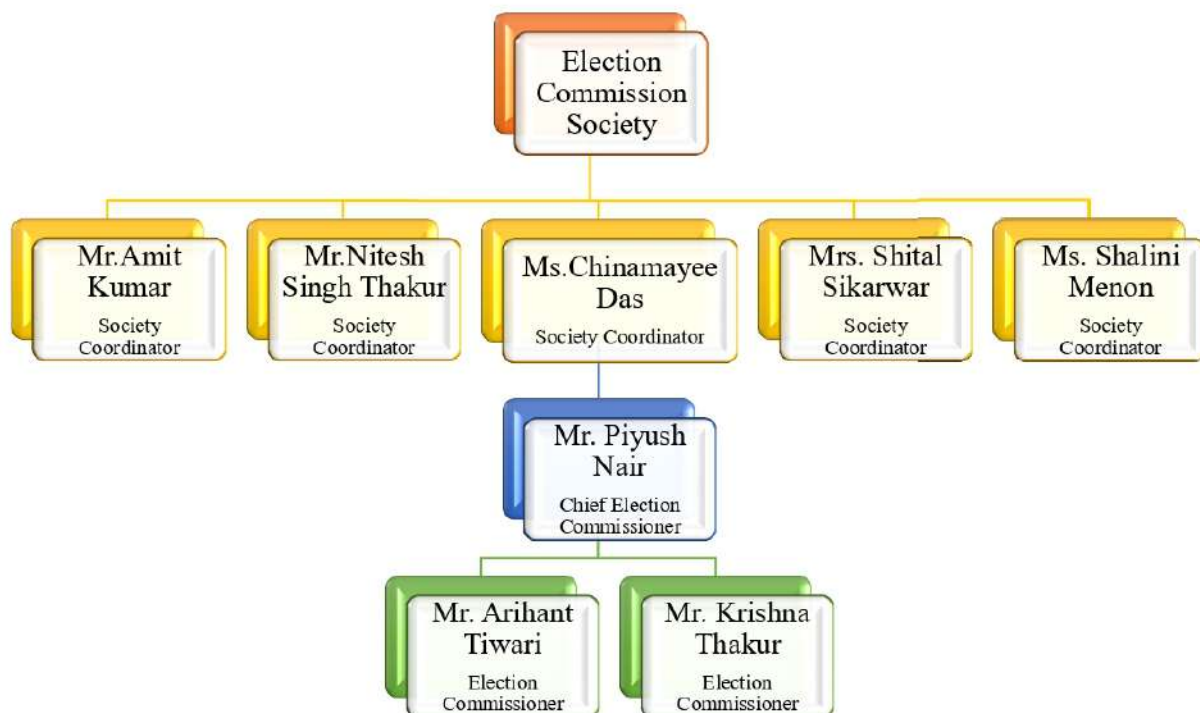 Election
Commission
Society
Mr.Amit
Kumar
Society
Coordinator
Mr.Nitesh
Singh Thakur
Society
Coordinator
Ms.Chinamayee
Das
Society Coordinator
Mrs. Shital
Sikarwar
Society
Coordinator
Ms. Shalini
Menon
Society
Coordinator
Mr. Piyush
Nair
Chief Election
Commissioner
Mr. Arihant
Tiwari
Election
Commissioner
Mr. Krishna
Thakur
Election
Commissioner